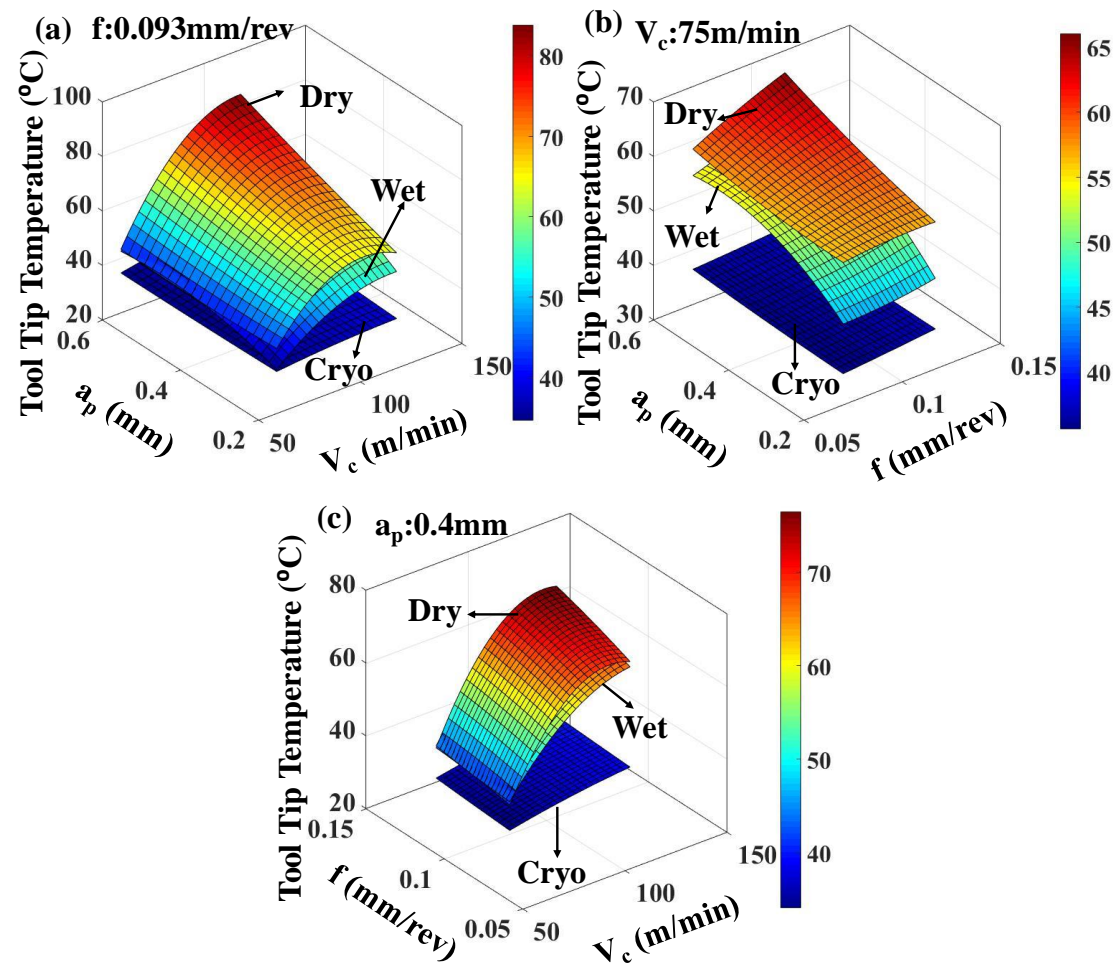 (a) f:0.093mm/rev
Tool Tip Temperature (⁰C)
100
80
60
40
20
0.6
0.4
0.2
a_p (mm)
50
100
150
V_c (m/min)
Dry
Wet
Cryo
80
70
60
50
40
(b) V_c:75m/min
Tool Tip Temperature (⁰C)
70
60
50
40
30
0.6
0.4
0.2
a_p (mm)
0.05
0.1
0.15
f (mm/rev)
Dry
Wet
Cryo
65
60
55
50
45
40
(c) a_p:0.4mm
Tool Tip Temperature (⁰C)
80
60
40
20
0.15
0.1
0.05
f (mm/rev)
50
100
150
V_c (m/min)
Dry
Wet
Cryo
70
60
50
40